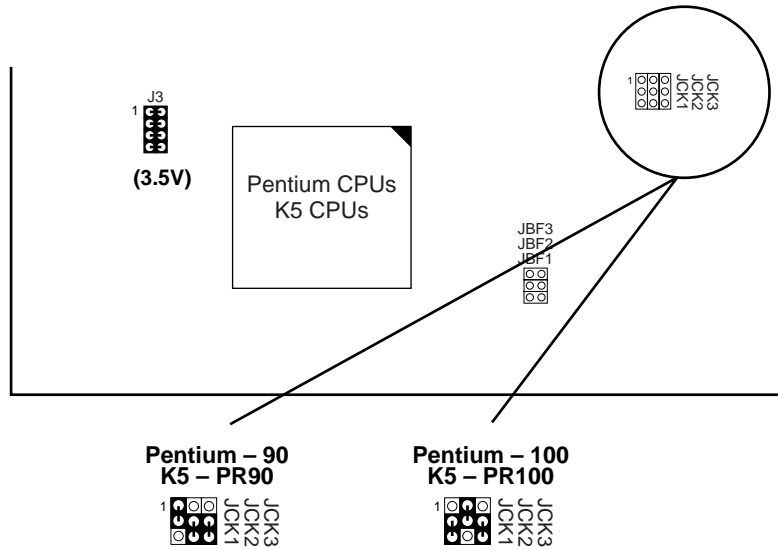 J3
1
(3.5V)
Pentium CPUs
K5 CPUs
1
JCK1
JCK2
JCK3
JBF3
JBF2
JBF1
Pentium – 90
K5 – PR90
1
JCK1
JCK2
JCK3
Pentium – 100
K5 – PR100
1
JCK1
JCK2
JCK3